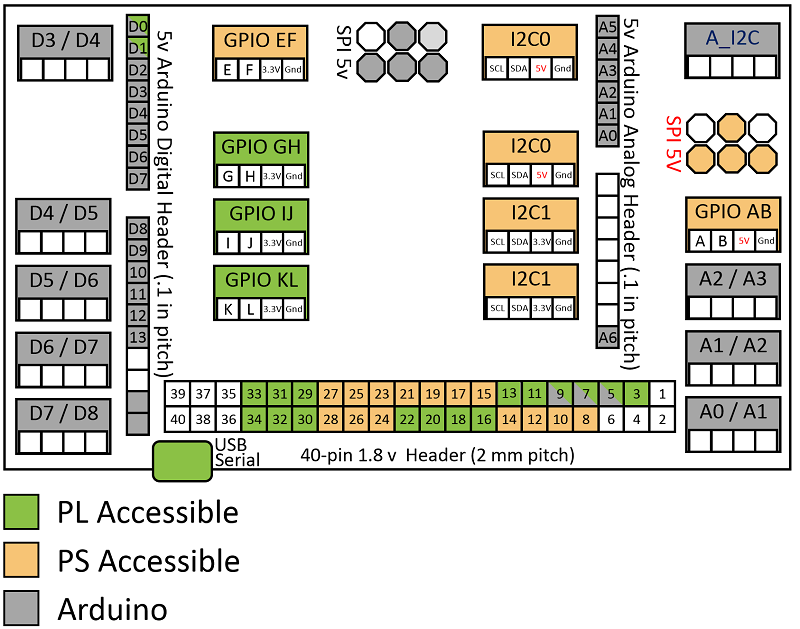 D3 / D4
D0
D1
D2
D3
D4
D5
D6
D7
5v Arduino Digital Header (.1 in pitch)
GPIO EF
E F 3.3V Gnd
SPI 5v
I2C0
SCL SDA 5V Gnd
A5
A4
A3
A2
A1
A0
5v Arduino Analog Header (.1 in pitch)
A_I2C
SPI 5V
GPIO GH
G H 3.3V Gnd
I2C0
SCL SDA 5V Gnd
D4 / D5
D8
D9
10
11
12
13
GPIO IJ
I J 3.3V Gnd
I2C1
SCL SDA 3.3V Gnd
GPIO AB
A B 5V Gnd
D5 / D6
GPIO KL
K L 3.3V Gnd
I2C1
SCL SDA 3.3V Gnd
A6
A2 / A3
D6 / D7
A1 / A2
D7 / D8
A0 / A1
39 37 35 33 31 29 27 25 23 21 19 17 15 13 11 9 7 5 3 1
40 38 36 34 32 30 28 26 24 22 20 18 16 14 12 10 8 6 4 2
USB
Serial
40-pin 1.8 v Header (2 mm pitch)
PL Accessible
PS Accessible
Arduino